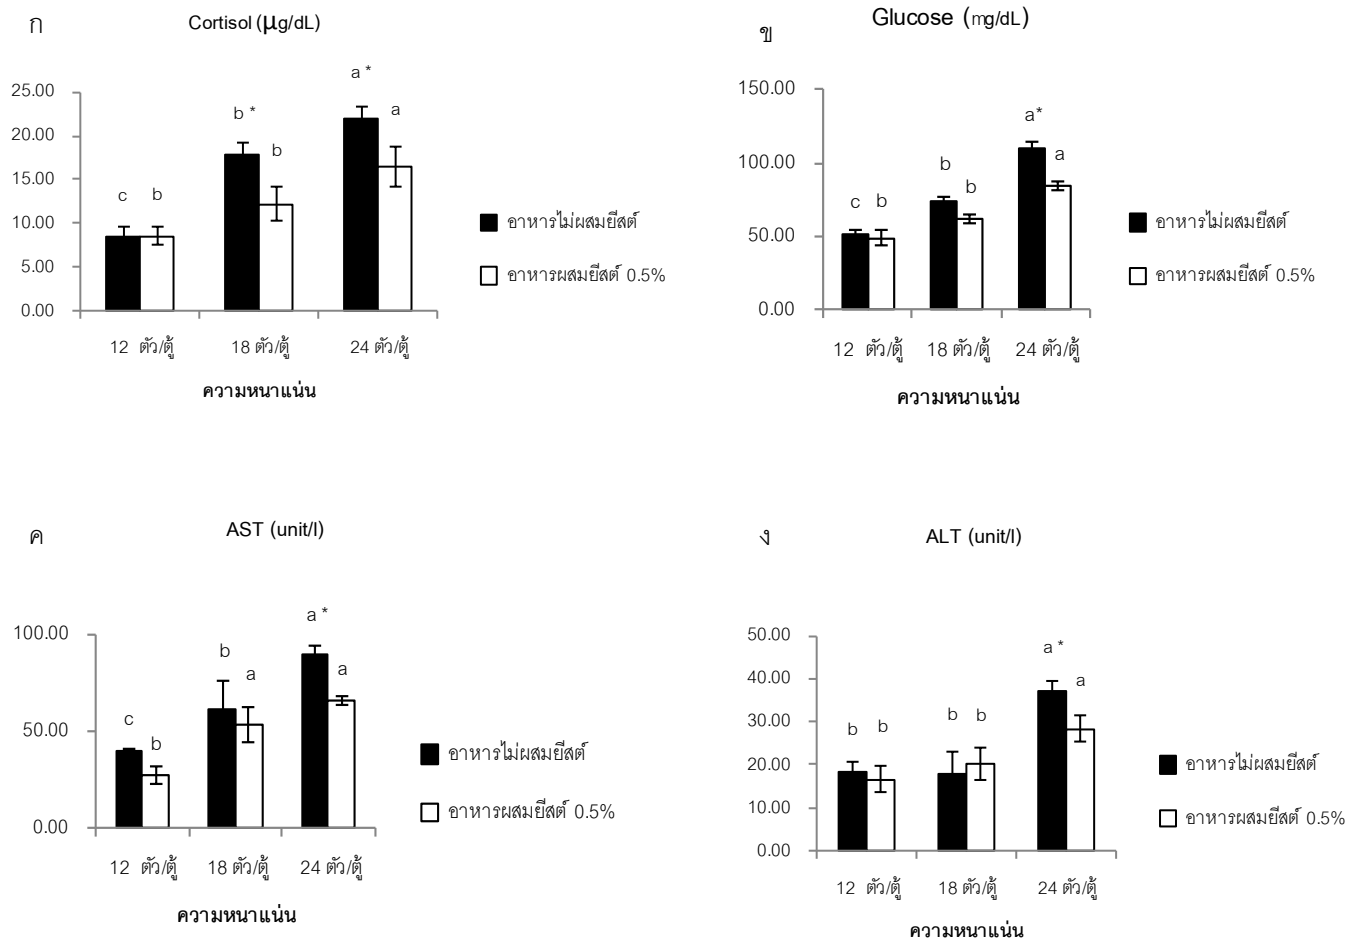 ก
Cortisol (μg/dL)
25.00
20.00
15.00
10.00
5.00
0.00
c
b
b *
b
a *
a
12 ตัว/ตู้
18 ตัว/ตู้
24 ตัว/ตู้
ความหนาแน่น
อาหารไม่ผสมยีสต์
อาหารผสมยีสต์ 0.5%
ข
Glucose (mg/dL)
150.00
100.00
50.00
0.00
c
b
b
b
a*
a
12 ตัว/ตู้
18 ตัว/ตู้
24 ตัว/ตู้
ความหนาแน่น
อาหารไม่ผสมยีสต์
อาหารผสมยีสต์ 0.5%
ค
AST (unit/l)
100.00
50.00
0.00
c
b
b
a
a *
a
12 ตัว/ตู้
18 ตัว/ตู้
24 ตัว/ตู้
ความหนาแน่น
อาหารไม่ผสมยีสต์
อาหารผสมยีสต์ 0.5%
ง
ALT (unit/l)
50.00
40.00
30.00
20.00
10.00
0.00
b
b
b
b
a *
a
12 ตัว/ตู้
18 ตัว/ตู้
24 ตัว/ตู้
ความหนาแน่น
อาหารไม่ผสมยีสต์
อาหารผสมยีสต์ 0.5%